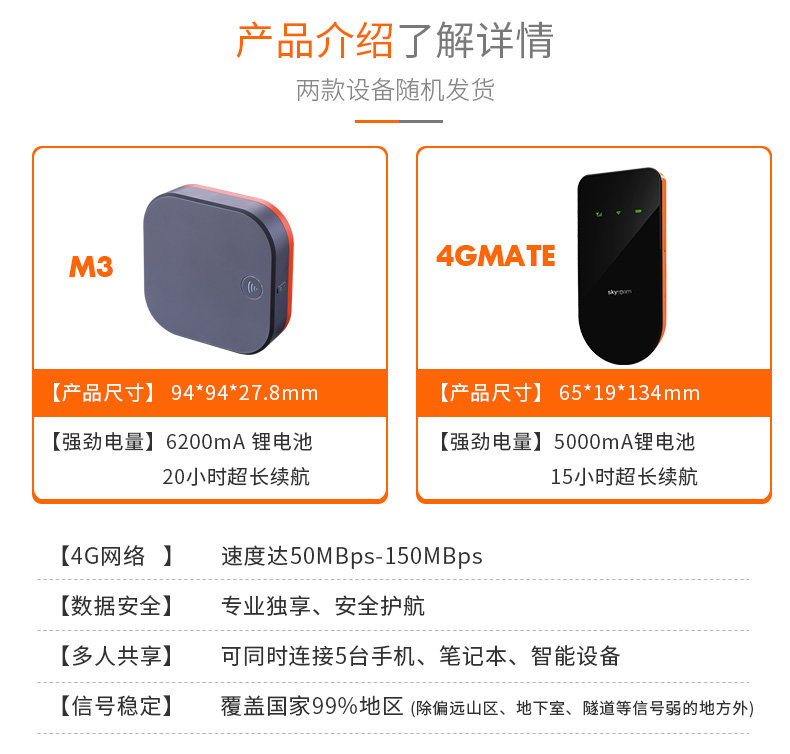 产品介绍了解详情
两款设备随机发货
M3
4GMATE
skyroam
【产品尺寸】 94*94*27.8mm
【强劲电量】6200mA 锂电池
20小时超长续航
【产品尺寸】 65*19*134mm
【强劲电量】5000mA锂电池
15小时超长续航
【4G网络 】 速度达50MBps-150MBps
【数据安全】 专业独享、安全护航
【多人共享】 可同时连接5台手机、笔记本、智能设备
【信号稳定】 覆盖国家99%地区 (除偏远山区、地下室、隧道等信号弱的地方外)